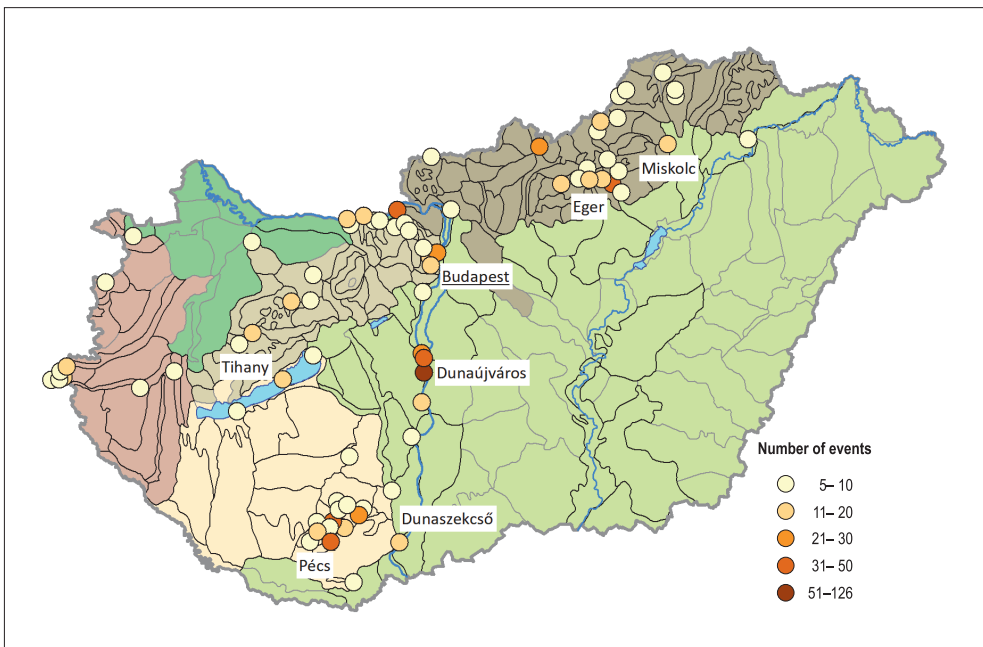 Miskolc
Eger
Budapest
Tihany
Dunaújváros
Dunaszekcső
Pécs
Number of events
5– 10
11– 20
21– 30
31– 50
51–126